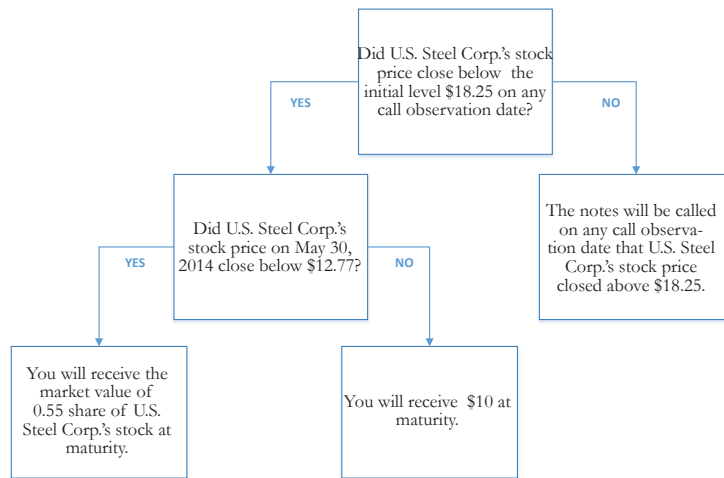 Did U.S. Steel Corp.'s stock
price close below the
initial level $18.25 on any
call observation date?
YES
NO
Did U.S. Steel Corp.'s
stock price on May 30,
2014 close below $12.77?
The notes will be called
on any call observa-
tion date that U.S. Steel
Corp.'s stock price
closed above $18.25.
YES
NO
You will receive the
market value of
0.55 share of U.S.
Steel Corp.'s stock at
maturity.
You will receive $10 at
maturity.